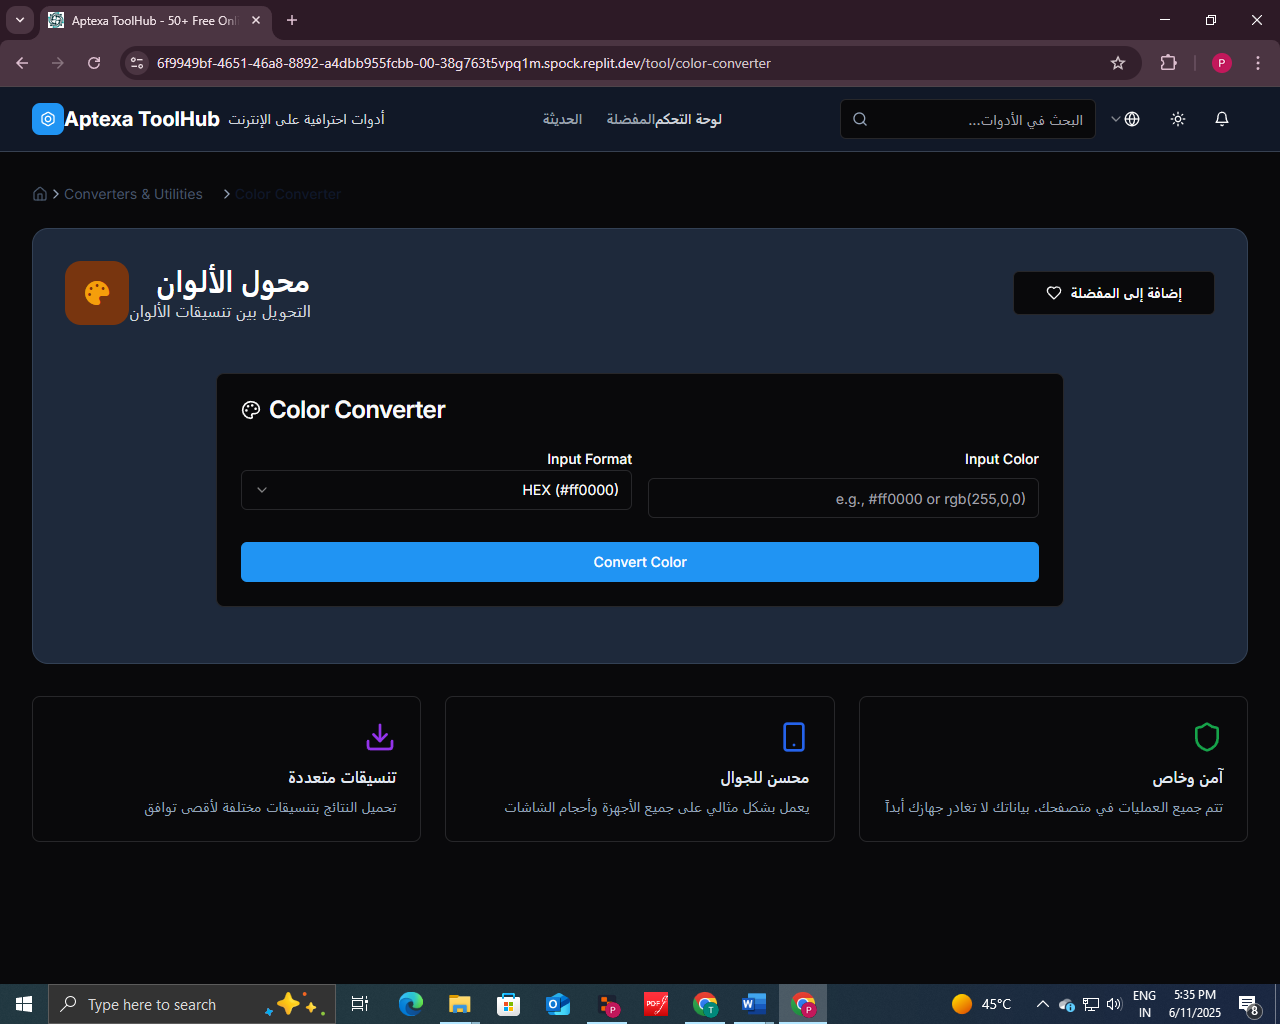 Aptexa ToolHub - 50+ Free Onl
6f9949bf-4651-46a8-8892-a4dbb955fcbb-00-38g763t5vpq1m.spock.replit.dev/tool/color-converter
P
Aptexa ToolHub
أدوات احترافية على الإنترنت
لوحة التحكم
المفضلة
الحديثة
البحث في الأدوات...
Converters & Utilities
Color Converter
محول الألوان
التحويل بين تنسيقات الألوان
إضافة إلى المفضلة
Color Converter
Input Format
HEX (#ff0000)
Input Color
e.g., #ff0000 or rgb(255,0,0)
Convert Color
آمن وخاص
تتم جميع العمليات في متصفحك. بياناتك لا تغادر جهازك أبداً
محسن للجوال
يعمل بشكل مثالي على جميع الأجهزة وأحجام الشاشات
تنسيقات متعددة
تحميل النتائج بتنسيقات مختلفة لأقصى توافق
Type here to search
P
PDF
T
W
P
45°C
ENG
IN
5:35 PM
6/11/2025
8